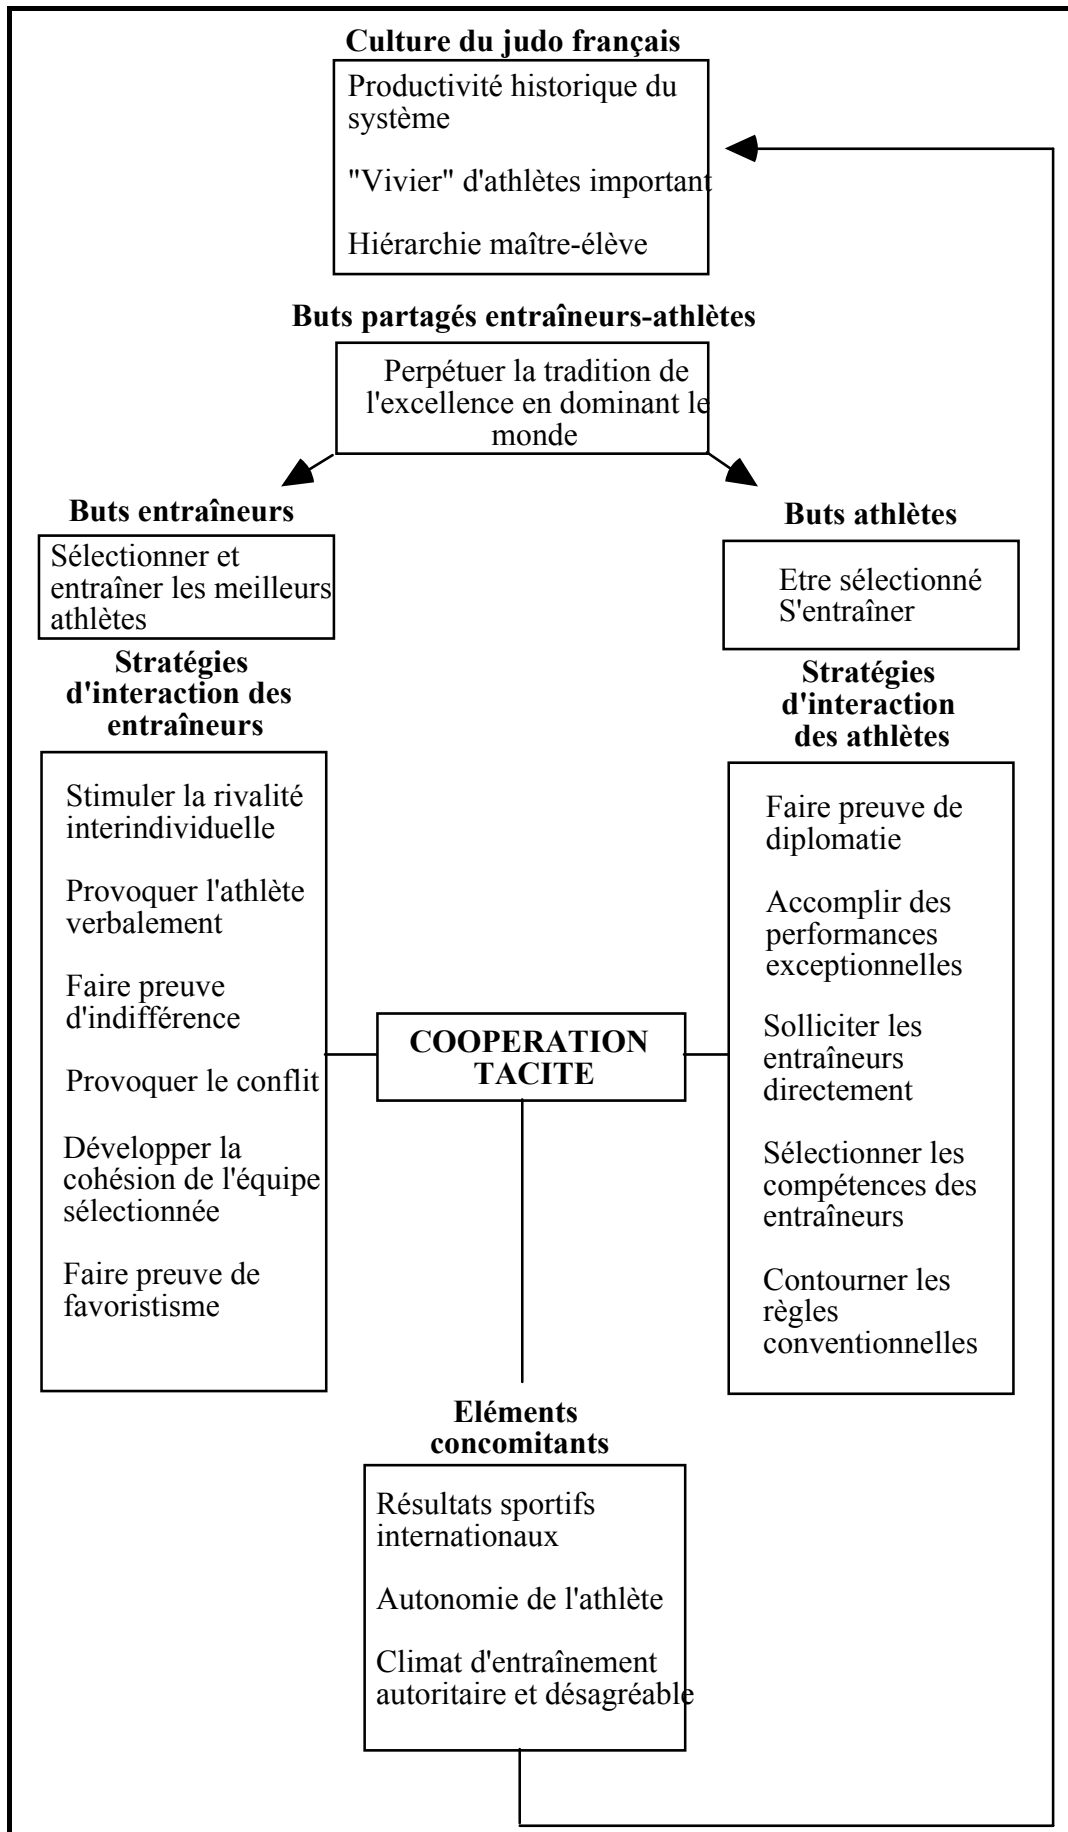 Culture du judo français
Productivité historique du
système
"Vivier" d'athlètes important
Hiérarchie maître-élève
Buts partagés entraîneurs-athlètes
Perpétuer la tradition de
l'excellence en dominant le
monde
Buts entraîneurs
Sélectionner et
entraîner les meilleurs
athlètes
Buts athlètes
Etre sélectionné
S'entraîner
Stratégies
d'interaction des
entraîneurs
Stimuler la rivalité
interindividuelle
Provoquer l'athlète
verbalement
Faire preuve
d'indifférence
Provoquer le conflit
Développer la
cohésion de l'équipe
sélectionnée
Faire preuve de
favoristisme
COOPERATION
TACITE
Stratégies
d'interaction
des athlètes
Faire preuve de
diplomatie
Accomplir des
performances
exceptionnelles
Solliciter les
entraîneurs
directement
Sélectionner les
compétences des
entraîneurs
Contourner les
règles
conventionnelles
Eléments
concomitants
Résultats sportifs
internationaux
Autonomie de l'athlète
Climat d'entraînement
autoritaire et désagréable